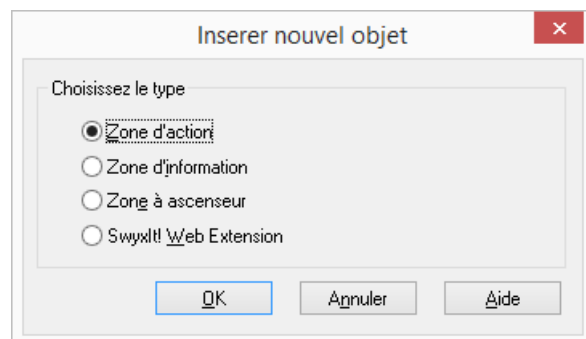 Inserer nouvel objet
Choisissez le type
Zone d'action
Zone d'information
Zone à ascenseur
SwyxIt! Web Extension
OK Annuler Aide